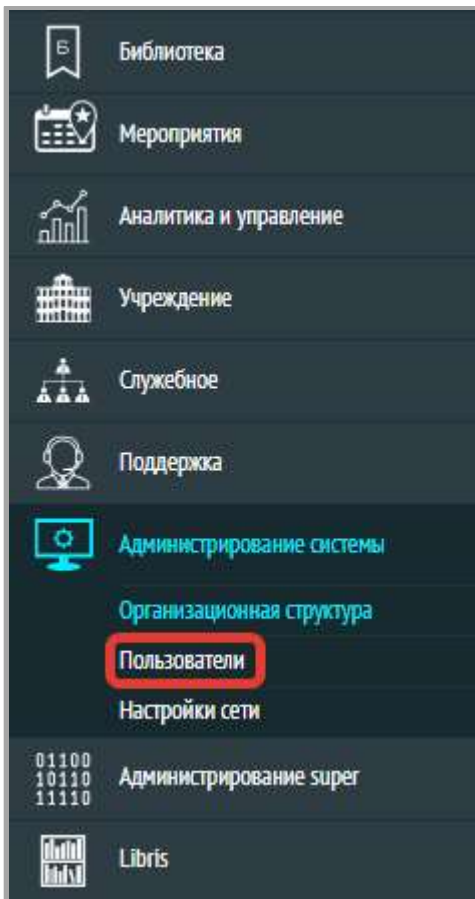 Б
Библиотека
Мероприятия
Аналитика и управление
Учреждение
Служебное
Поддержка
Администрирование системы
Организационная структура
Пользователи
Настройки сети
01100
10110
11110
Администрирование super
Libris